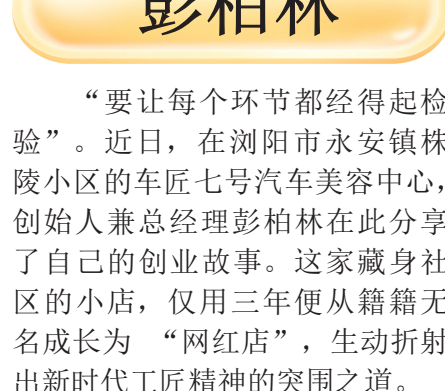 彭柏林
“要让每个环节都经得起检
验”。近日，在浏阳市永安镇株
陵小区的车匠七号汽车美容中心，
创始人兼总经理彭柏林在此分享
了自己的创业故事。这家藏身社
区的小店，仅用三年便从籍籍无
名成长为 “网红店”，生动折射
出新时代工匠精神的突围之道。